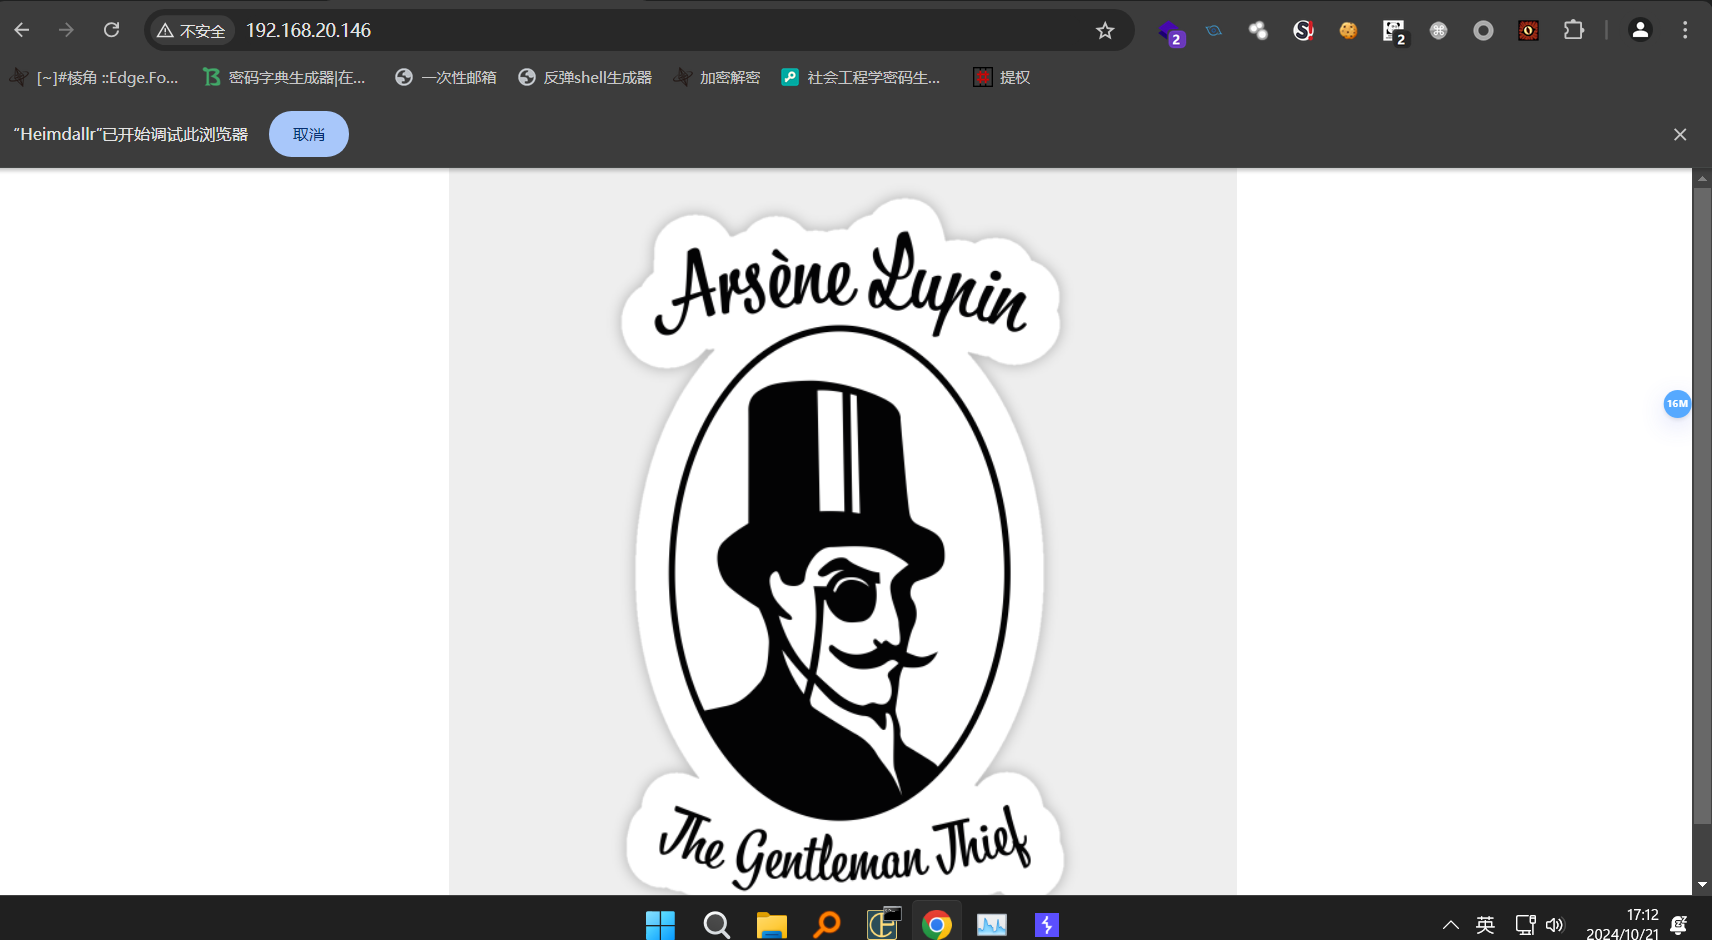 不安全 192.168.20.146
2
2
[~]#棱角 ::Edge.Fo...
密码字典生成器|在...
一次性邮箱
反弹shell生成器
加密解密
社会工程学密码生...
提权
“Heimdallr”已开始调试此浏览器
取消
Arsène Lupin
16M
The Gentleman Thief
英
17:12
2024/10/21